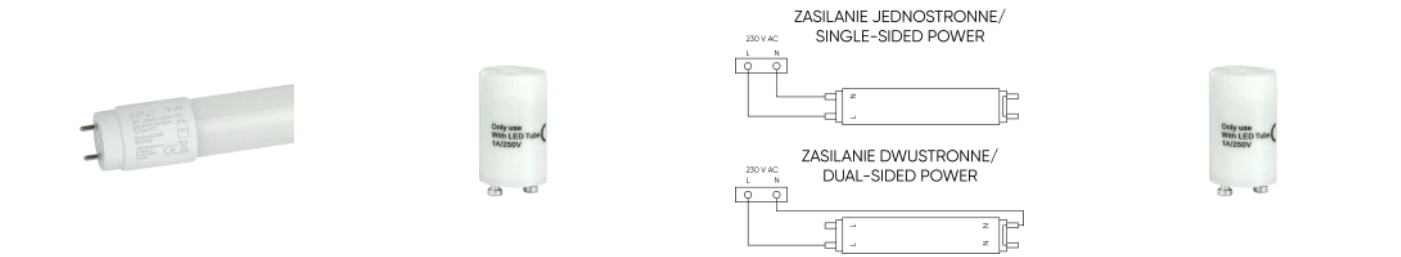 Only use
With LED Tube
1A/250V
ZASILANIE JEDNOSTRONNE/
SINGLE-SIDED POWER
230 V AC
L N
N
L
ZASILANIE DWUSTRONNE/
DUAL-SIDED POWER
230 V AC
L N
L N
L N
Only use
With LED Tube
1A/250V